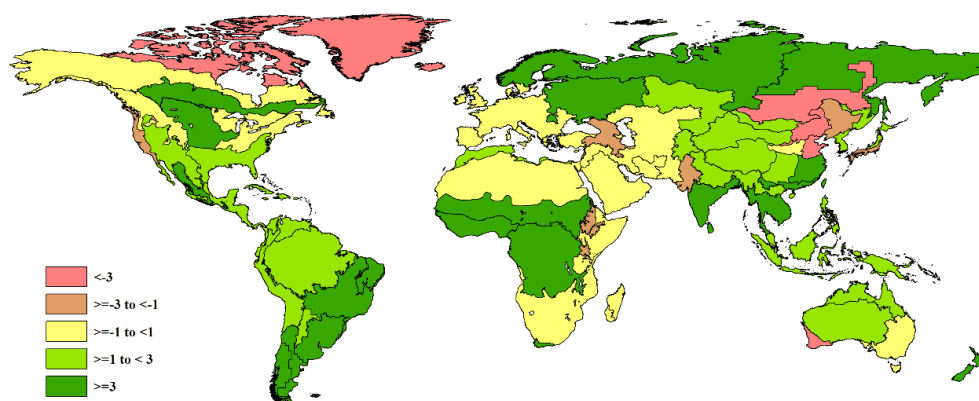 <-3
>=-3 to <-1
>=-1 to <1
>=1 to < 3
>=3